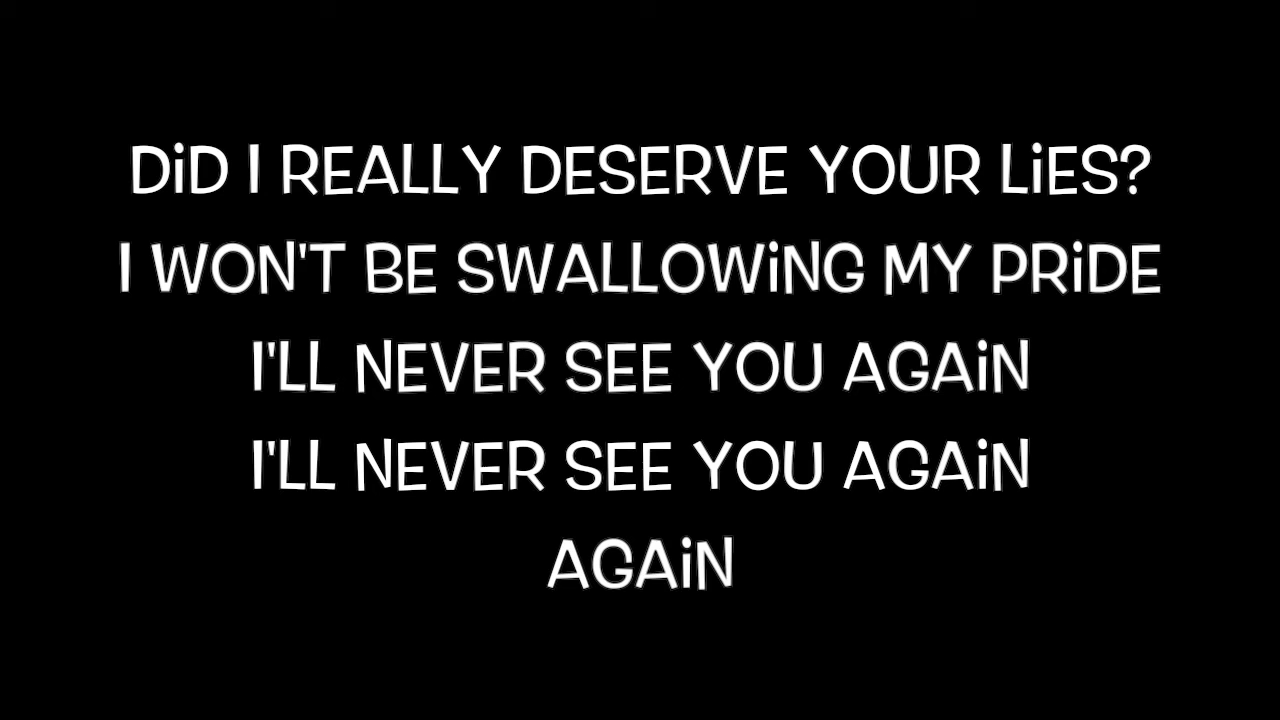 DiD I REALLY DESERVE YOUR LiES?
I WON'T BE SWALLOWiNG MY PRiDE
I'LL NEVER SEE YOU AGAiN
I'LL NEVER SEE YOU AGAiN
AGAiN